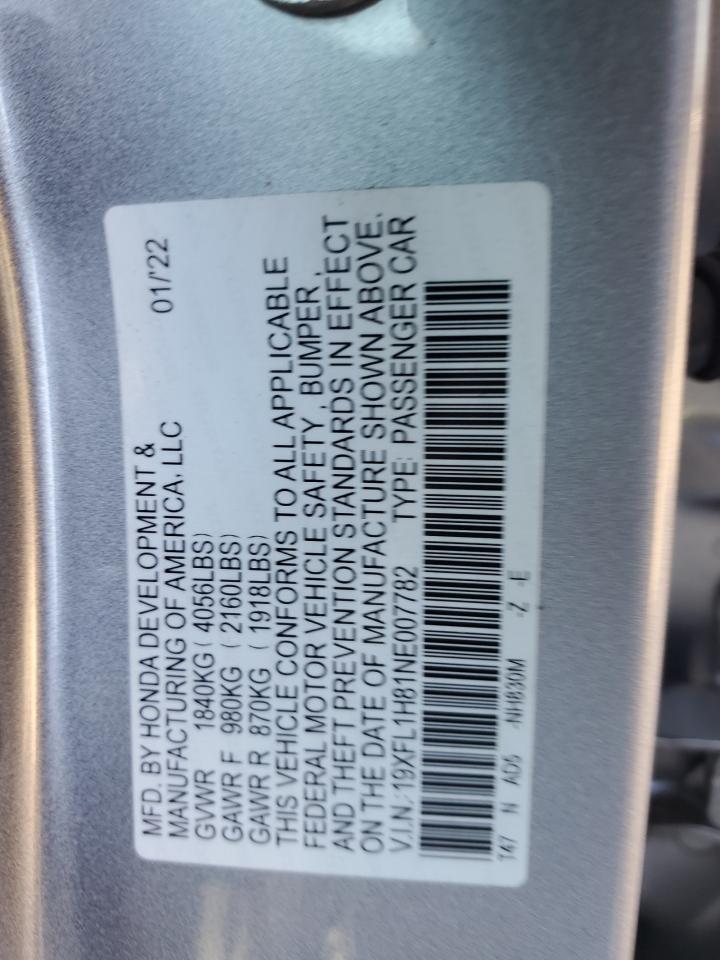 MFD. BY HONDA DEVELOPMENT & 01/'22
MANUFACTURING OF AMERICA, LLC
GVWR 1840KG ( 4056LBS)
GAWR F 980KG ( 2160LBS)
GAWR R 870KG ( 1918LBS)
THIS VEHICLE CONFORMS TO ALL APPLICABLE
FEDERAL MOTOR VEHICLE SAFETY, BUMPER,
AND THEFT PREVENTION STANDARDS IN EFFECT
ON THE DATE OF MANUFACTURE SHOWN ABOVE.
V.I.N.: 19XFL1H81NE007782 TYPE: PASSENGER CAR
T47 N AD5 -NH830M -Z -E